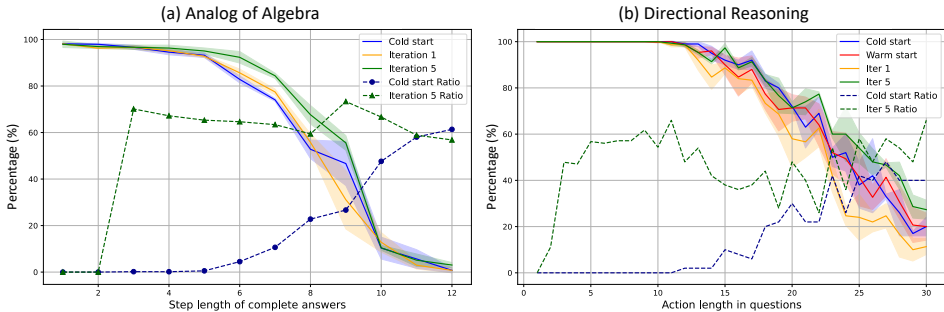 (a) Analog of Algebra
Percentage (%)
100
80
60
40
20
0
2
4
6
8
10
12
Step length of complete answers
Cold start
Iteration 1
Iteration 5
Cold start Ratio
Iteration 5 Ratio
(b) Directional Reasoning
Percentage (%)
100
80
60
40
20
0
0
5
10
15
20
25
30
Action length in questions
Cold start
Warm start
Iter 1
Iter 5
Cold start Ratio
Iter 5 Ratio